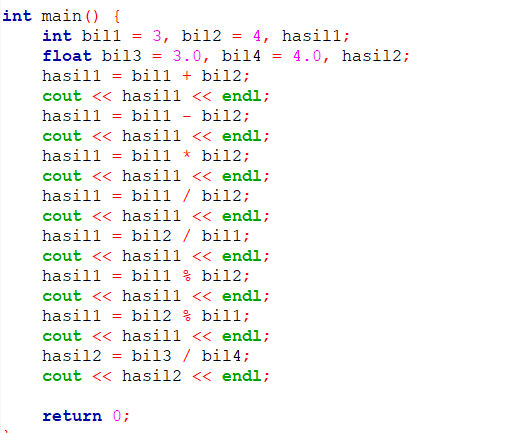 int main() {
int bil1 = 3, bil2 = 4, hasil1;
float bil3 = 3.0, bil4 = 4.0, hasil2;
hasil1 = bil1 + bil2;
cout << hasil1 << endl;
hasil1 = bil1 - bil2;
cout << hasil1 << endl;
hasil1 = bil1 * bil2;
cout << hasil1 << endl;
hasil1 = bil1 / bil2;
cout << hasil1 << endl;
hasil1 = bil2 / bil1;
cout << hasil1 << endl;
hasil1 = bil1 % bil2;
cout << hasil1 << endl;
hasil1 = bil2 % bil1;
cout << hasil1 << endl;
hasil2 = bil3 / bil4;
cout << hasil2 << endl;
return 0;